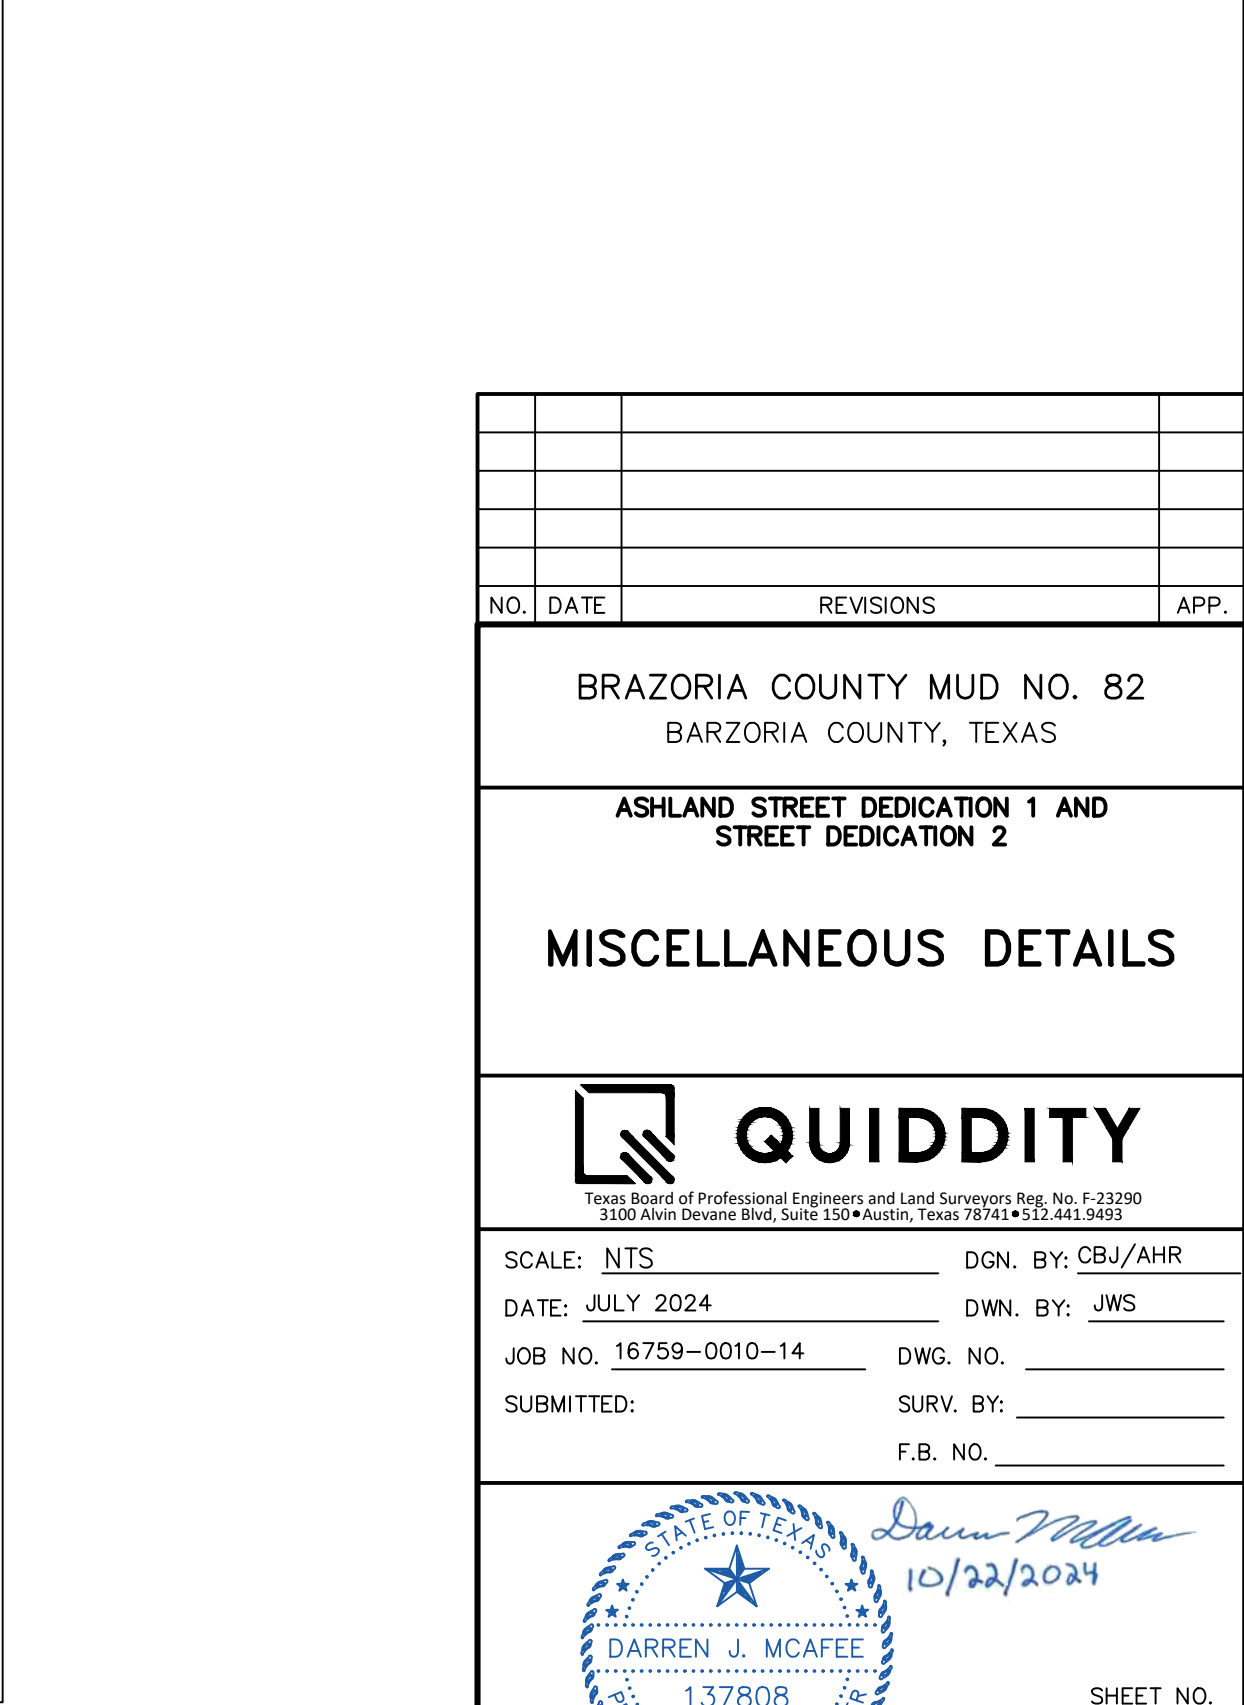 NO. DATE REVISIONS APP.
BRAZORIA COUNTY MUD NO. 82
BARZORIA COUNTY, TEXAS
ASHLAND STREET DEDICATION 1 AND
STREET DEDICATION 2
MISCELLANEOUS DETAILS
QUIDDITY
Texas Board of Professional Engineers and Land Surveyors Reg. No. F-23290
3100 Alvin Devane Blvd, Suite 150•Austin, Texas 78741•512.441.9493
SCALE: NTS DGN. BY: CBJ/AHR
DATE: JULY 2024 DWN. BY: JWS
JOB NO. 16759-0010-14 DWG. NO.
SUBMITTED: SURV. BY:
F.B. NO.
STATE OF TEXAS
10/22/2024
DARREN J. MCAFEE
137808
SHEET NO.